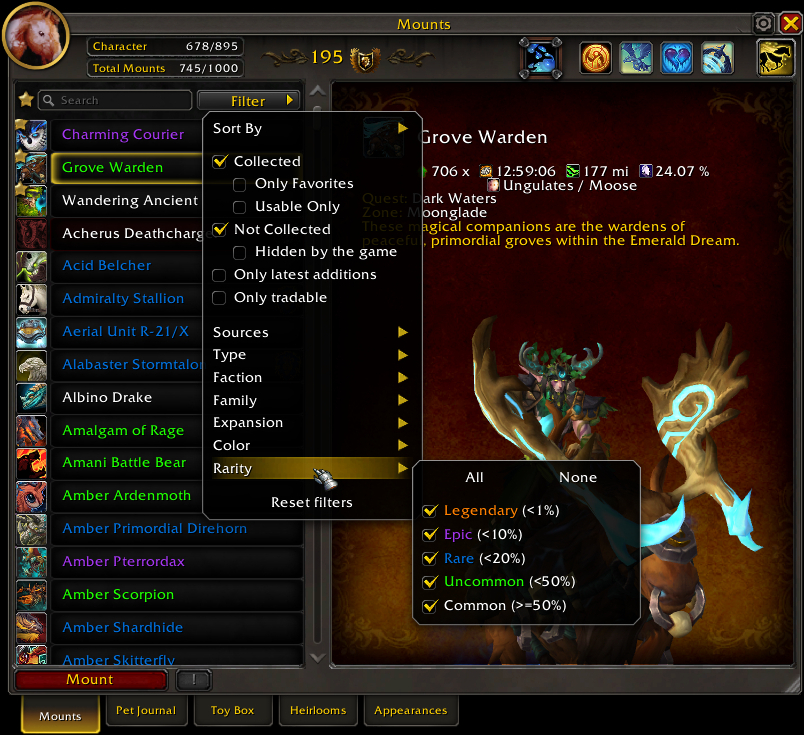 Mounts
Character 678/895
Total Mounts 745/1000
195
Search
Filter
Charming Courier
Grove Warden
Wandering Ancient
Acherus Deathcharge
Acid Belcher
Admiralty Stallion
Aerial Unit R-21/X
Alabaster Stormtalon
Albino Drake
Amalgam of Rage
Amani Battle Bear
Amber Ardenmoth
Amber Primordial Direhorn
Amber Pterrordax
Amber Scorpion
Amber Shardhide
Amber Skitterfly
Sort By
Collected
Only Favorites
Usable Only
Not Collected
Hidden by the game
Only latest additions
Only tradable
Sources
Type
Faction
Family
Expansion
Color
Rarity
Reset filters
All None
Legendary (<1%)
Epic (<10%)
Rare (<20%)
Uncommon (<50%)
Common (>=50%)
Grove Warden
706 x 12:59:06 177 mi 24.07 %
Ungulates / Moose
Quest: Dark Waters
Zone: Moonglade
These magical companions are the wardens of
peaceful, primordial groves within the Emerald Dream.
Mount
!
Mounts
Pet Journal
Toy Box
Heirlooms
Appearances